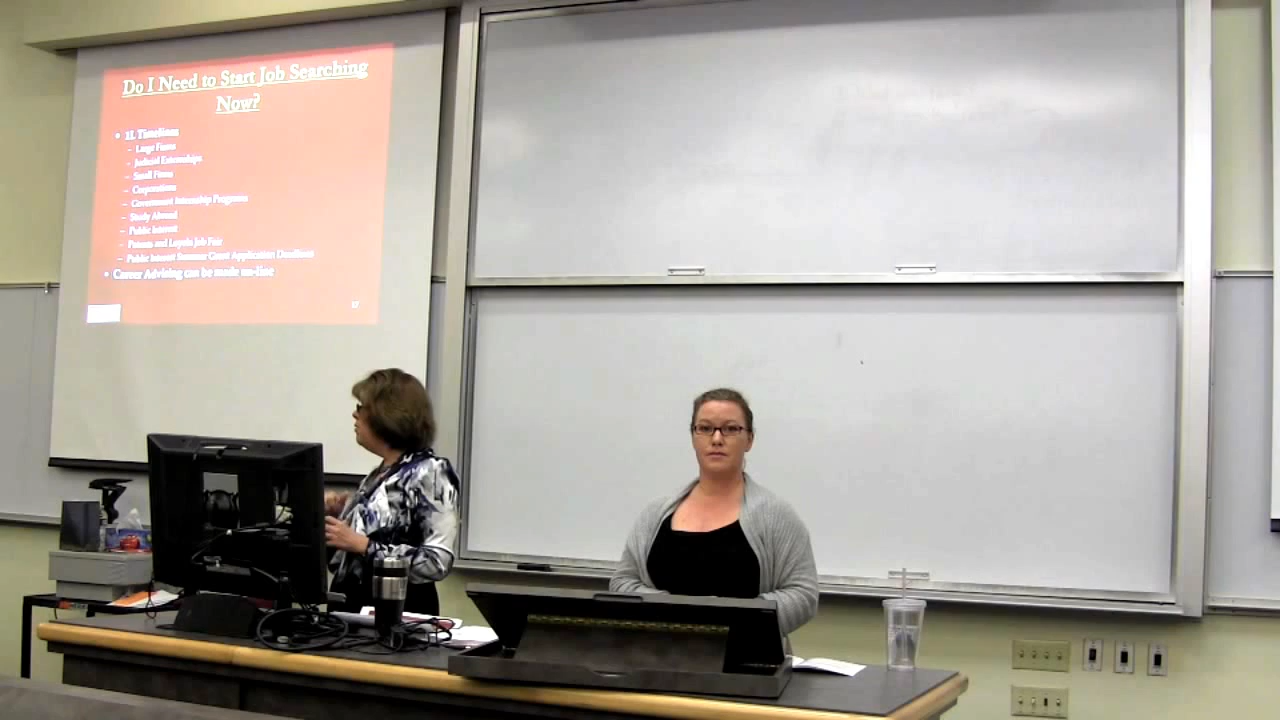 Do I Need to Start Job Searching
Now?
• 1L Timelines
– Large Firms
– Judicial Externships
– Small Firms
– Corporations
– Government Internship Programs
– Study Abroad
– Public Interest
– Patents and Loyola Job Fair
– Public Interest Summer Grant Application Deadlines
• Career Advising can be made on-line
17